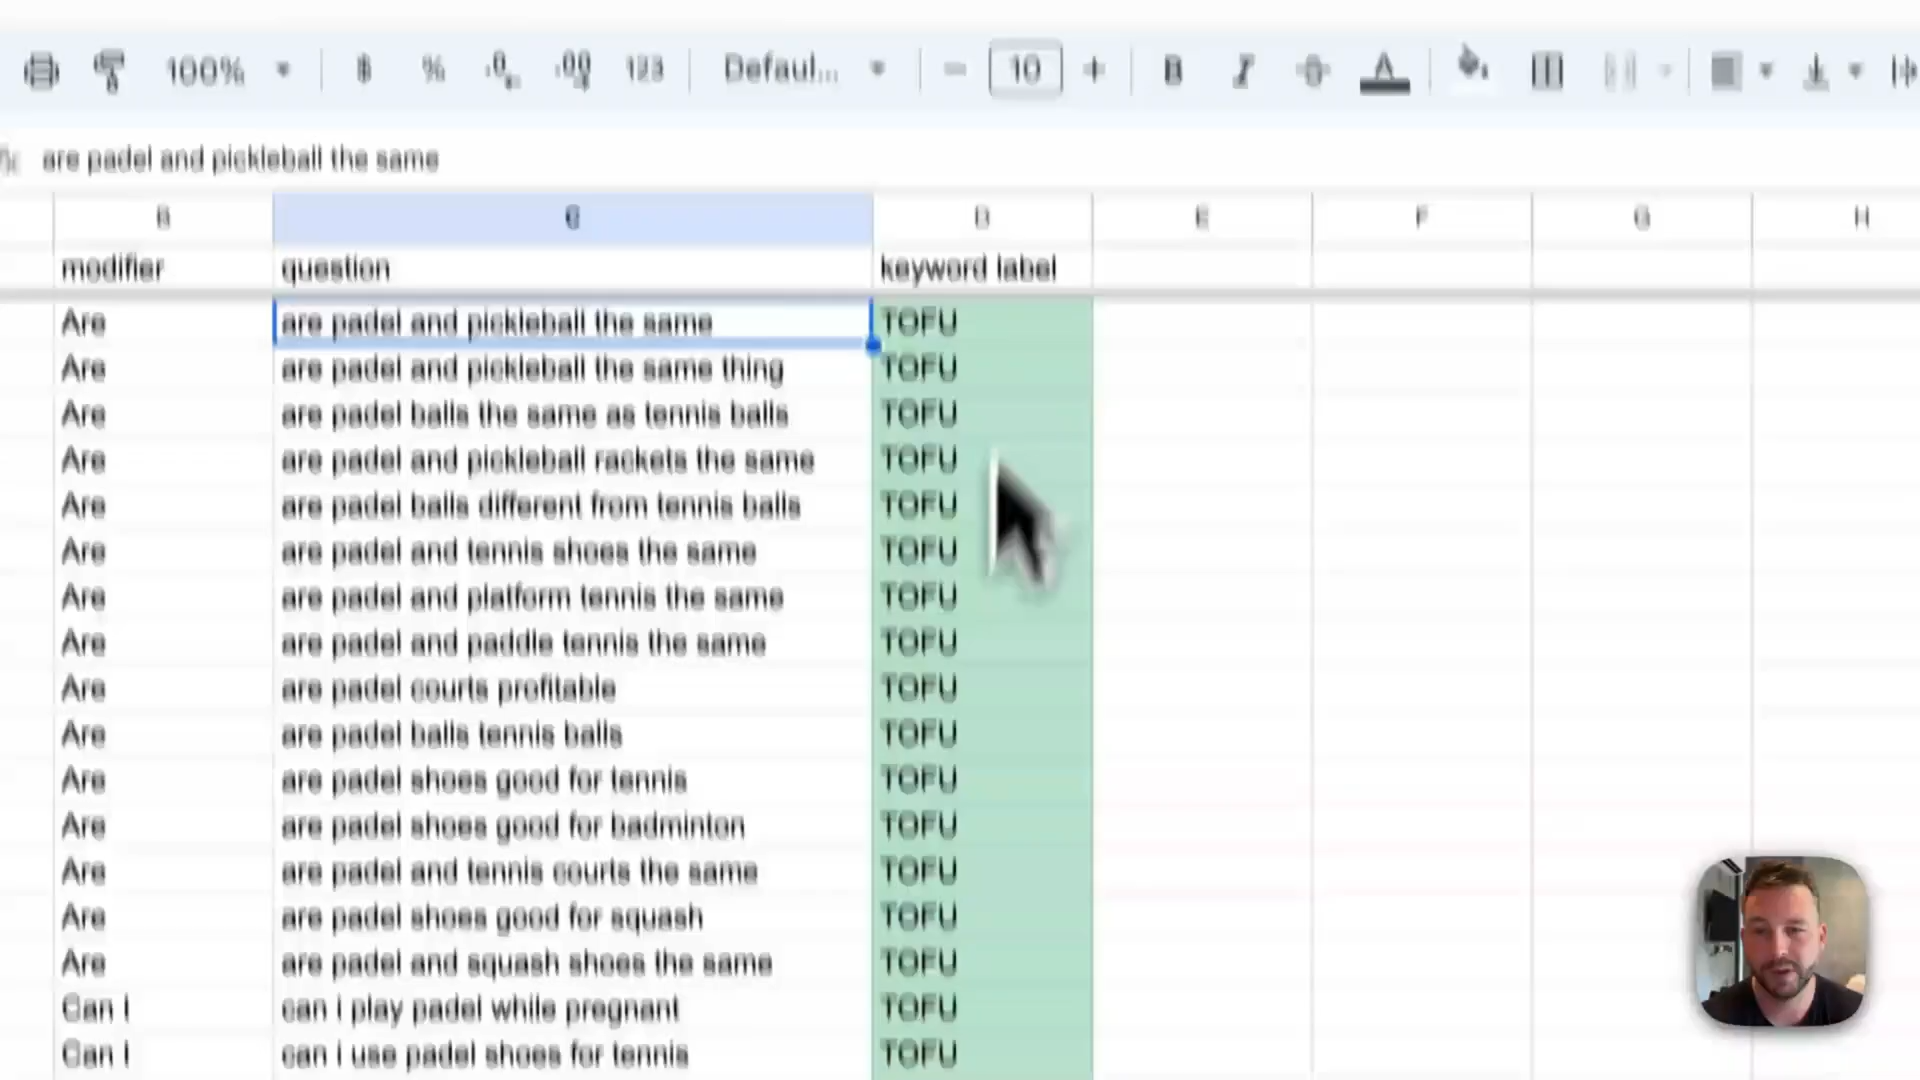 100% $ % .0 .00 123 Defaul... − 10 + B I A
are padel and pickleball the same
B C D E F G H
modifier question keyword label
Are are padel and pickleball the same TOFU
Are are padel and pickleball the same thing TOFU
Are are padel balls the same as tennis balls TOFU
Are are padel and pickleball rackets the same TOFU
Are are padel balls different from tennis balls TOFU
Are are padel and tennis shoes the same TOFU
Are are padel and platform tennis the same TOFU
Are are padel and paddle tennis the same TOFU
Are are padel courts profitable TOFU
Are are padel balls tennis balls TOFU
Are are padel shoes good for tennis TOFU
Are are padel shoes good for badminton TOFU
Are are padel and tennis courts the same TOFU
Are are padel shoes good for squash TOFU
Are are padel and squash shoes the same TOFU
Can I can i play padel while pregnant TOFU
Can I can i use padel shoes for tennis TOFU